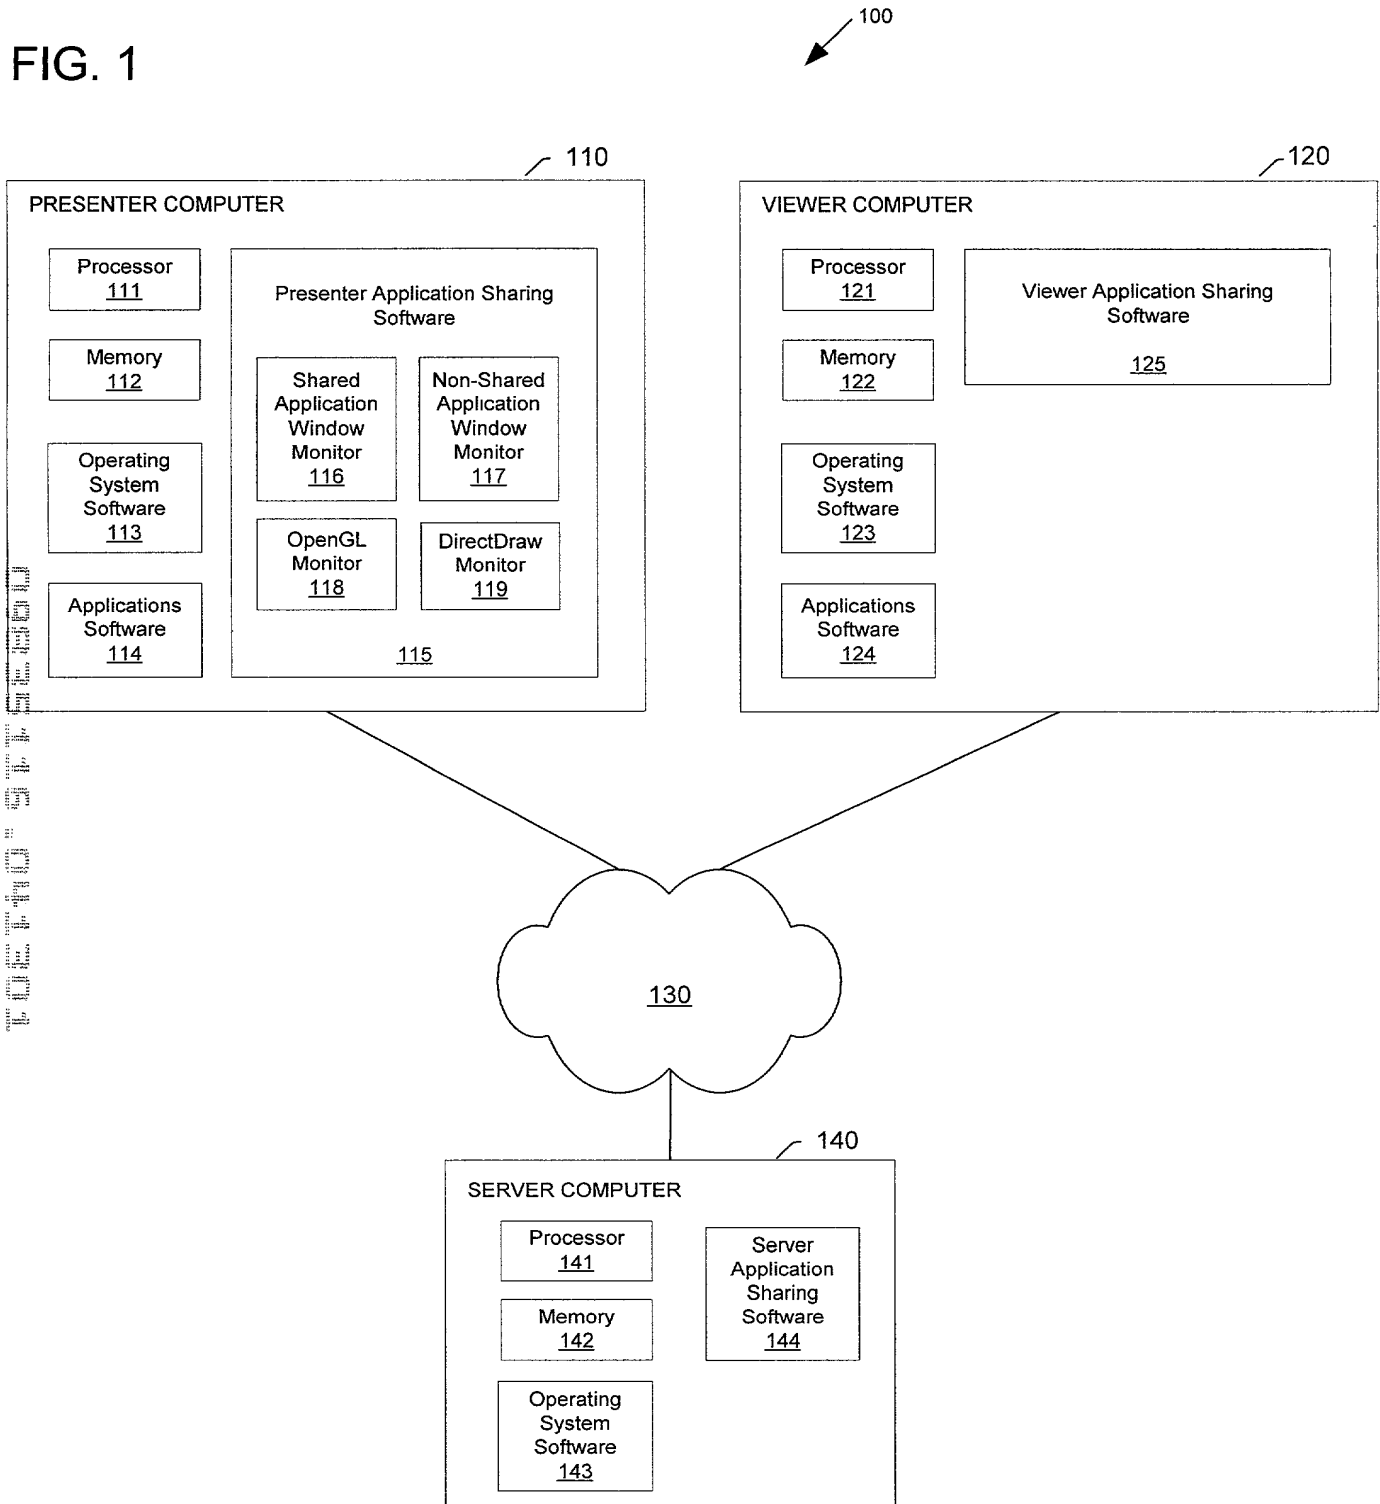 100
FIG. 1
110
PRESENTER COMPUTER
Processor
111
Memory
112
Operating
System
Software
113
Applications
Software
114
Presenter Application Sharing
Software
Shared
Application
Window
Monitor
116
Non-Shared
Application
Window
Monitor
117
OpenGL
Monitor
118
DirectDraw
Monitor
119
115
120
VIEWER COMPUTER
Processor
121
Memory
122
Operating
System
Software
123
Applications
Software
124
Viewer Application Sharing
Software
125
130
140
SERVER COMPUTER
Processor
141
Memory
142
Operating
System
Software
143
Server
Application
Sharing
Software
144